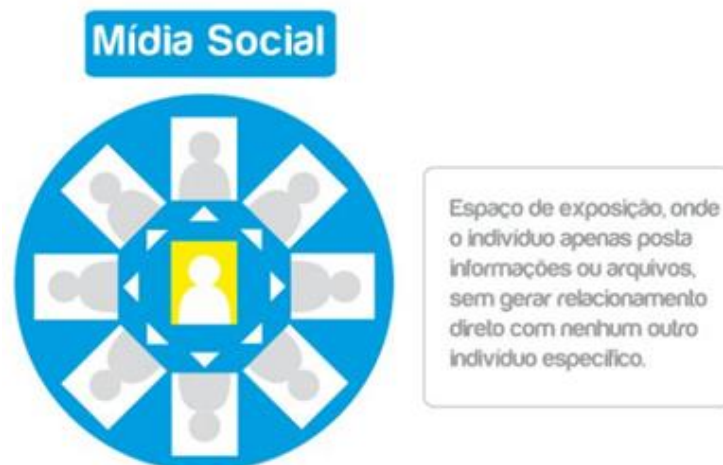 Mídia Social
Espaço de exposição, onde
o indivíduo apenas posta
informações ou arquivos,
sem gerar relacionamento
direto com nenhum outro
indivíduo específico.